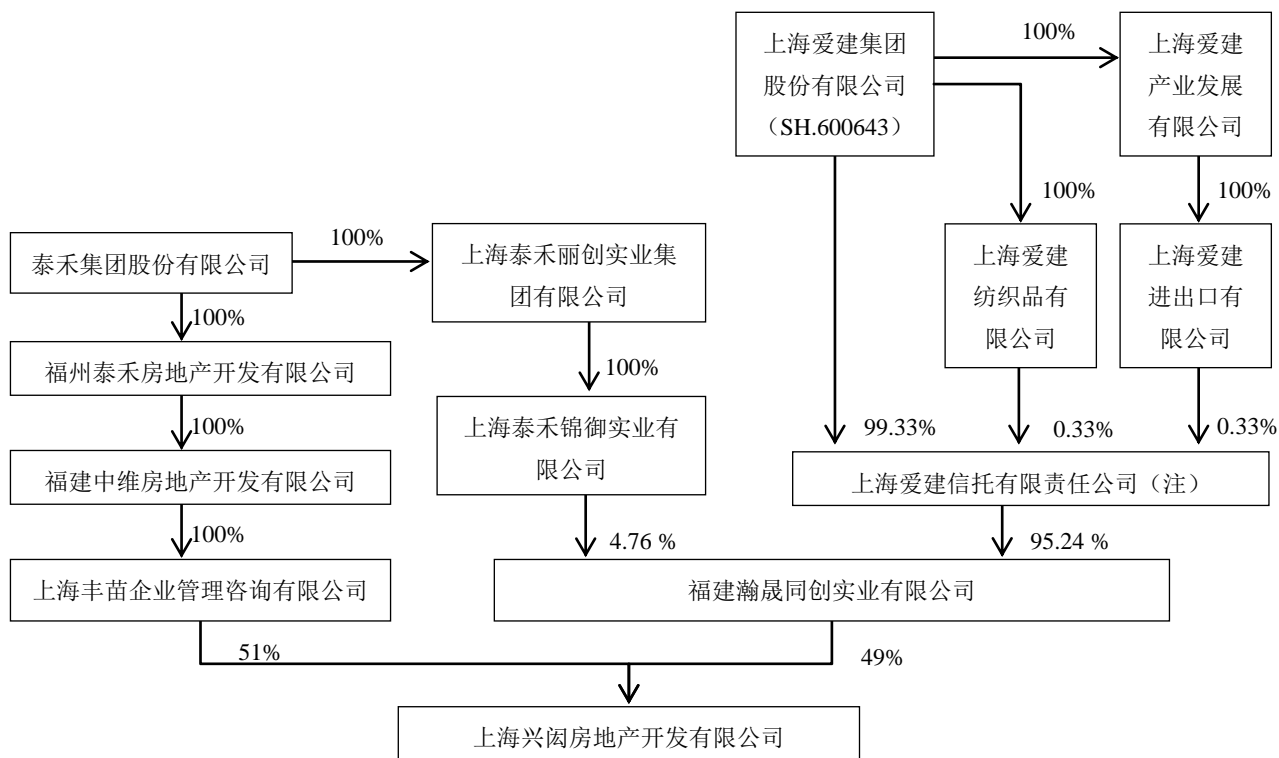 上海爱建集团
股份有限公司
（SH.600643）
100%
上海爱建
产业发展
有限公司
100%
100%
泰禾集团股份有限公司
100%
上海泰禾丽创实业集
团有限公司
上海爱建
纺织品有
限公司
上海爱建
进出口有
限公司
100%
福州泰禾房地产开发有限公司
100%
100%
上海泰禾锦御实业有
限公司
99.33%
0.33%
0.33%
福建中维房地产开发有限公司
上海爱建信托有限责任公司（注）
100%
4.76 %
95.24 %
上海丰苗企业管理咨询有限公司
福建瀚晟同创实业有限公司
51%
49%
上海兴闳房地产开发有限公司